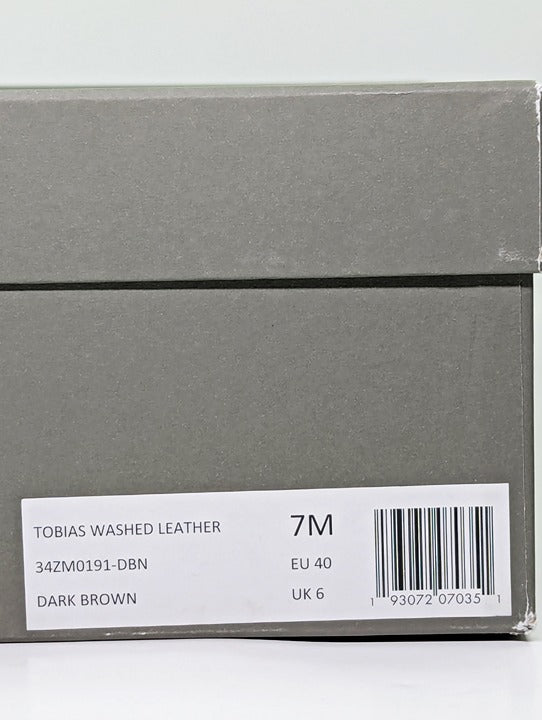 TOBIAS WASHED LEATHER
34ZM0191-DBN
DARK BROWN
7M
EU 40
UK 6
1 93072 07035 1